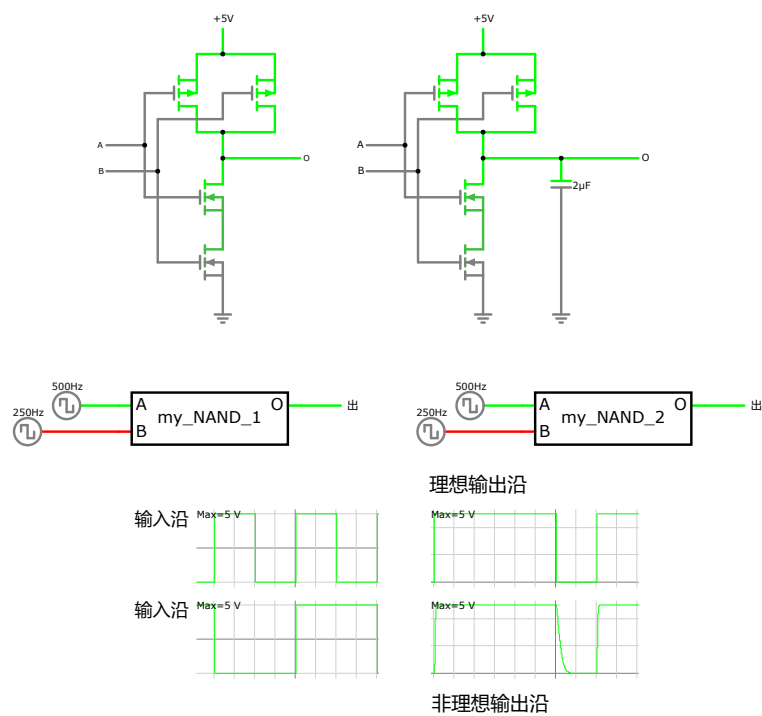 +5V
+5V
A
B
O
A
B
O
2μF
500Hz
250Hz
A
B
O
my_NAND_1
出
500Hz
250Hz
A
B
O
my_NAND_2
出
理想输出沿
输入沿
Max=5 V
Max=5 V
输入沿
Max=5 V
Max=5 V
非理想输出沿